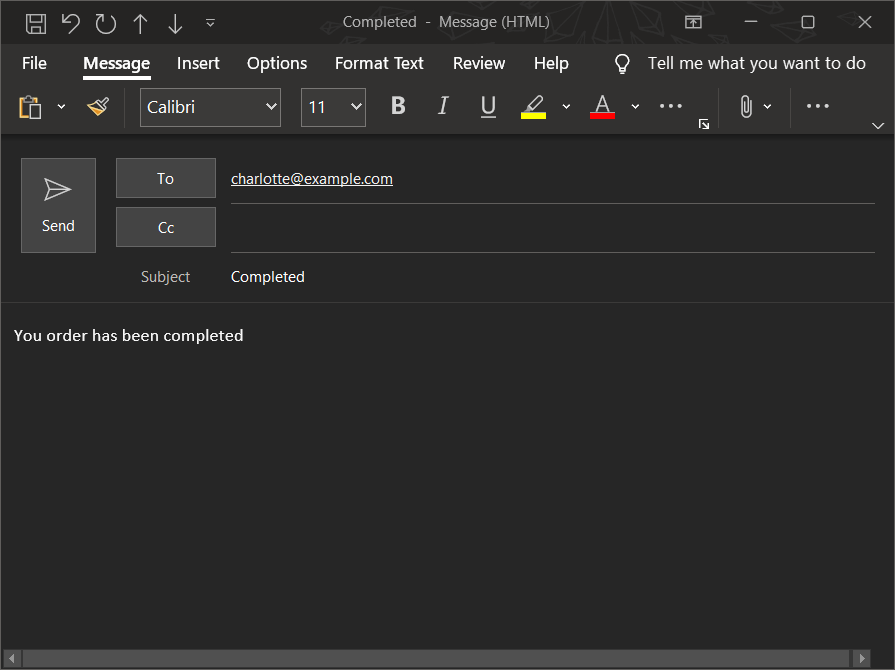 Completed - Message (HTML)
File Message Insert Options Format Text Review Help Tell me what you want to do
Calibri 11 B I U A
To charlotte@example.com
Send
Cc
Subject Completed
You order has been completed